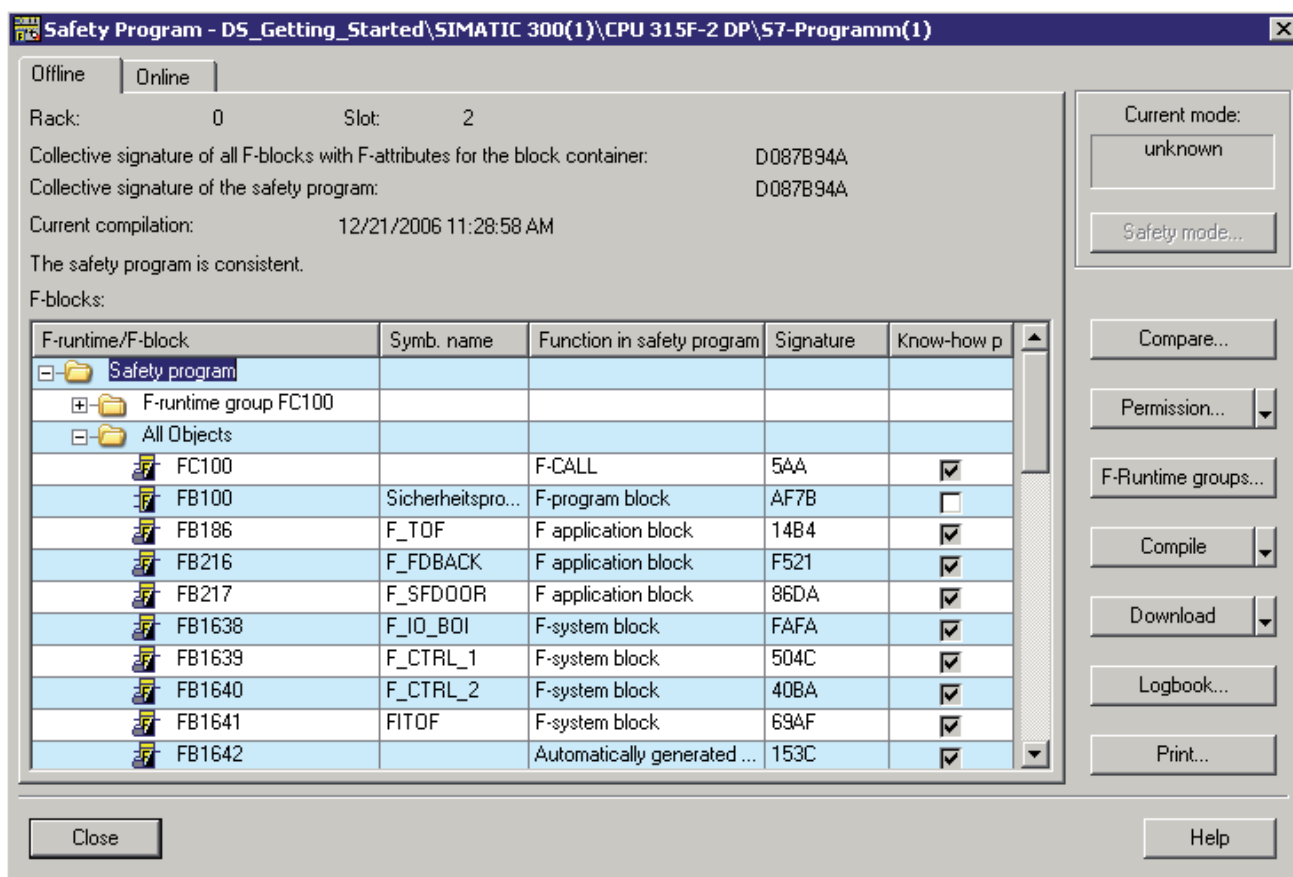 Safety Program - DS_Getting_Started\SIMATIC 300(1)\CPU 315F-2 DP\S7-Programm(1)
Offline Online
Rack: 0 Slot: 2
Collective signature of all F-blocks with F-attributes for the block container: D087B94A
Collective signature of the safety program: D087B94A
Current compilation: 12/21/2006 11:28:58 AM
The safety program is consistent.
F-blocks:
F-runtime/F-block Symb. name Function in safety program Signature Know-how p
Safety program
F-runtime group FC100
All Objects
FC100 F-CALL 5AA
FB100 Sicherheitspro... F-program block AF7B
FB186 F_TOF F application block 14B4
FB216 F_FDBACK F application block F521
FB217 F_SFDOOR F application block 86DA
FB1638 F_IO_BOI F-system block FAFA
FB1639 F_CTRL_1 F-system block 504C
FB1640 F_CTRL_2 F-system block 40BA
FB1641 FITOF F-system block 69AF
FB1642 Automatically generated ... 153C
Current mode:
unknown
Safety mode...
Compare...
Permission...
F-Runtime groups...
Compile
Download
Logbook...
Print...
Close Help